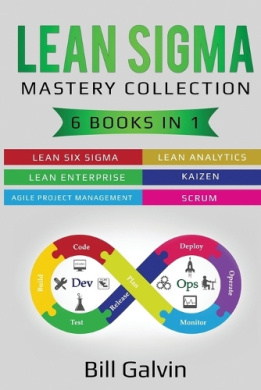 LEAN SIGMA
MASTERY COLLECTION
6 BOOKS IN 1
LEAN SIX SIGMA
LEAN ANALYTICS
LEAN ENTERPRISE
KAIZEN
AGILE PROJECT MANAGEMENT
SCRUM
Code
Deploy
Build
Dev
Plan
Release
Ops
Operate
Test
Monitor
Bill Galvin